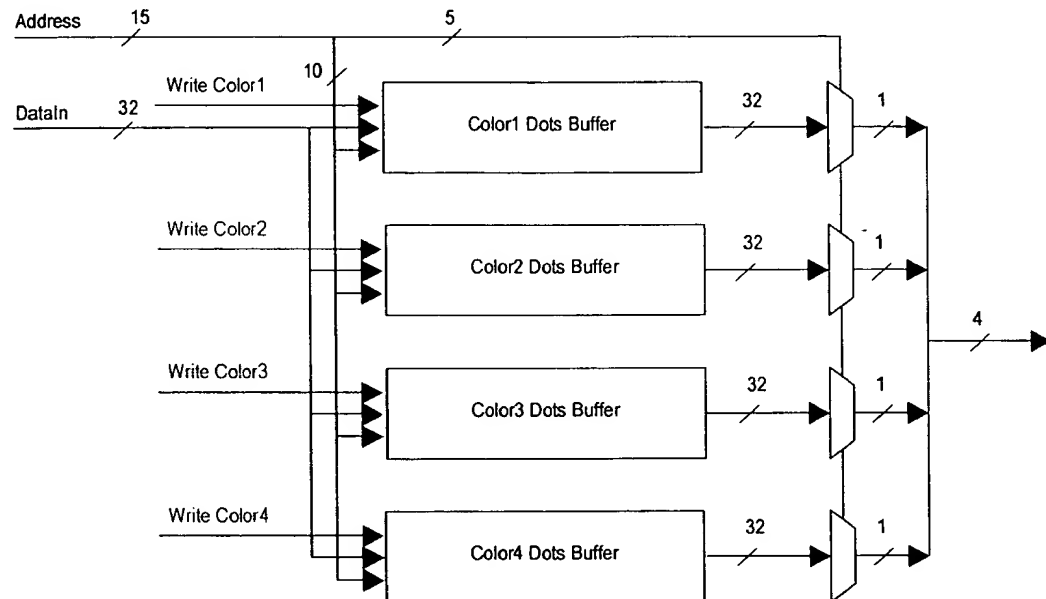 Address 15 5
10
Write Color1
DataIn 32
Color1 Dots Buffer 32 1
Write Color2
Color2 Dots Buffer 32 1
4
Write Color3
Color3 Dots Buffer 32 1
Write Color4
Color4 Dots Buffer 32 1